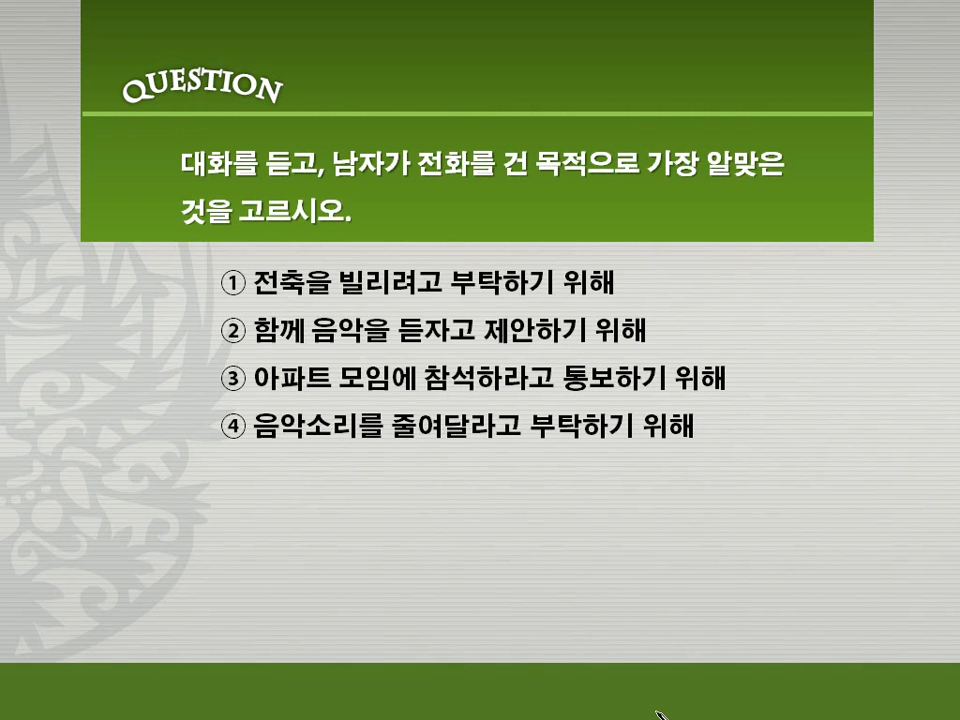 QUESTION
대화를 듣고, 남자가 전화를 건 목적으로 가장 알맞은
것을 고르시오.
① 전축을 빌리려고 부탁하기 위해
② 함께 음악을 듣자고 제안하기 위해
③ 아파트 모임에 참석하라고 통보하기 위해
④ 음악소리를 줄여달라고 부탁하기 위해